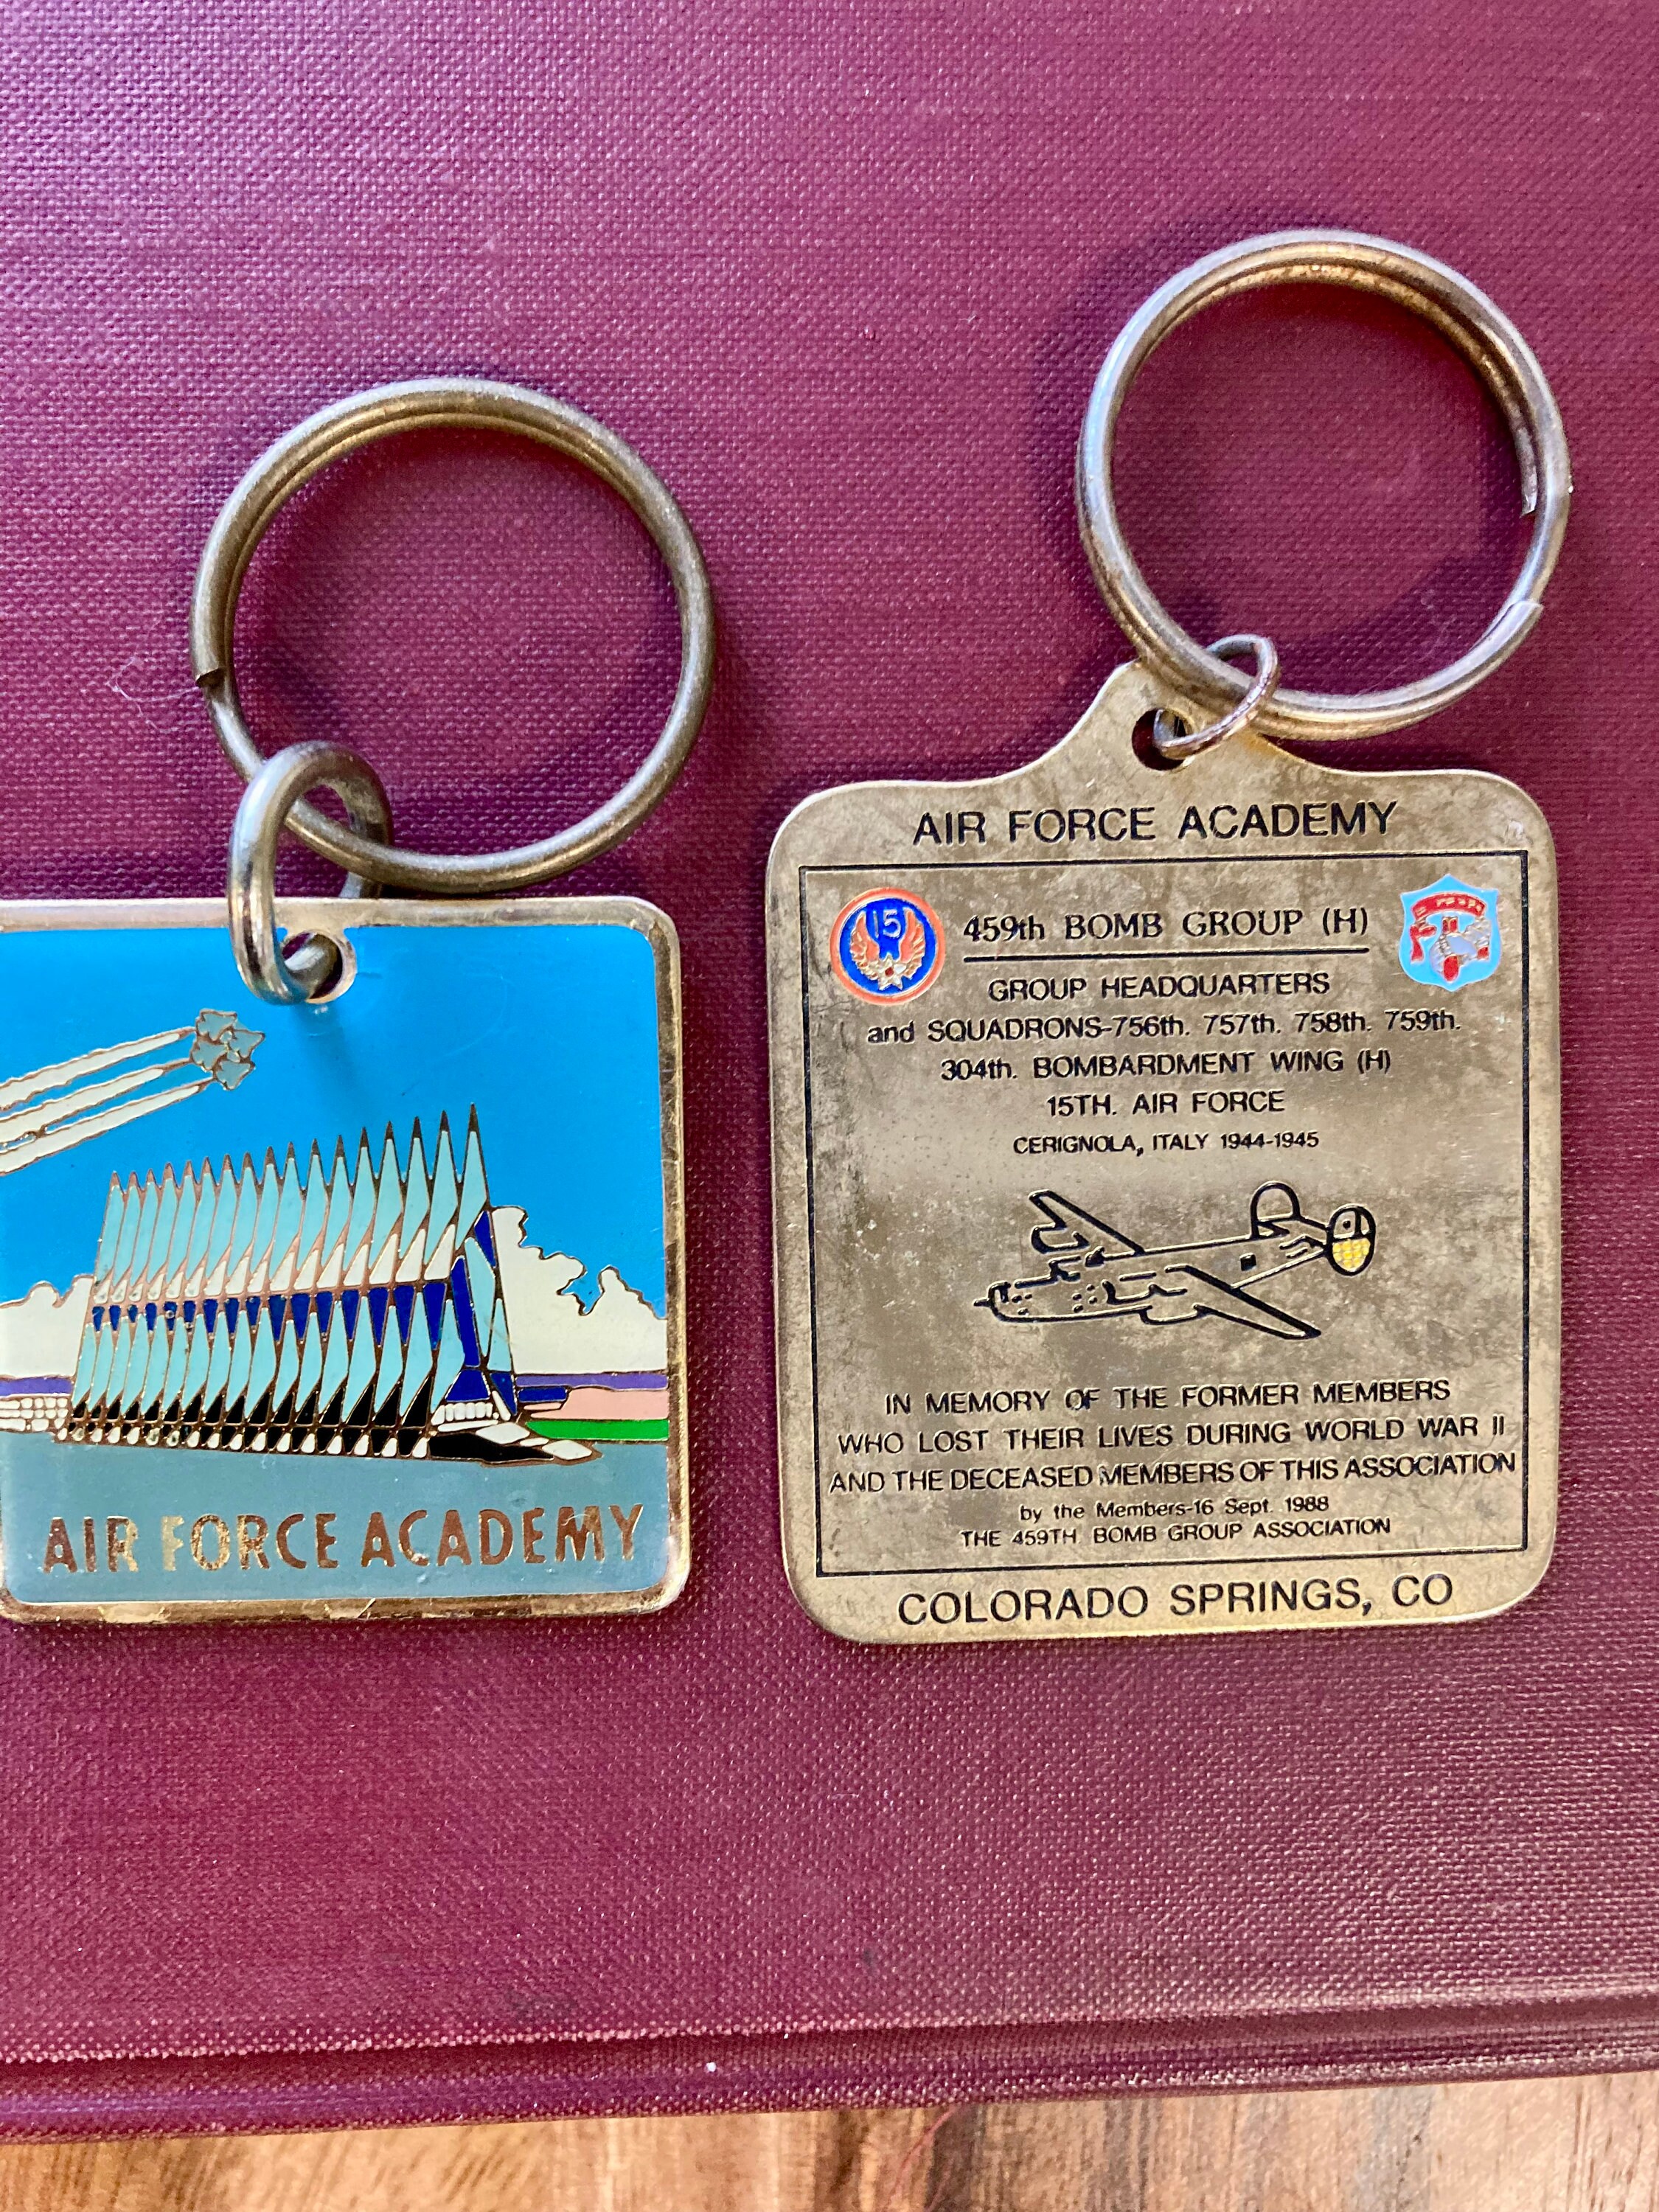 AIR FORCE ACADEMY
AIR FORCE ACADEMY
15
459th BOMB GROUP (H)
GROUP HEADQUARTERS
and SQUADRONS-756th. 757th. 758th. 759th.
304th. BOMBARDMENT WING (H)
15TH. AIR FORCE
CERIGNOLA, ITALY 1944-1945
IN MEMORY OF THE FORMER MEMBERS
WHO LOST THEIR LIVES DURING WORLD WAR II
AND THE DECEASED MEMBERS OF THIS ASSOCIATION
by the Members-16 Sept. 1988
THE 459TH. BOMB GROUP ASSOCIATION
COLORADO SPRINGS, CO